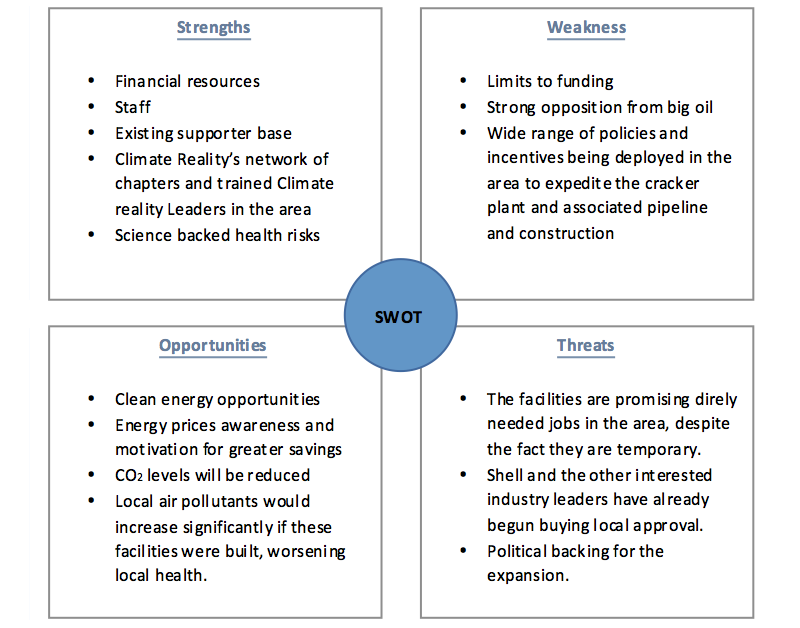 Strengths
• Financial resources
• Staff
• Existing supporter base
• Climate Reality's network of
chapters and trained Climate
reality Leaders in the area
• Science backed health risks
Weakness
• Limits to funding
• Strong opposition from big oil
• Wide range of policies and
incentives being deployed in the
area to expedite the cracker
plant and associated pipeline
and construction
SWOT
Opportunities
• Clean energy opportunities
• Energy prices awareness and
motivation for greater savings
• CO₂ levels will be reduced
• Local air pollutants would
increase significantly if these
facilities were built, worsening
local health.
Threats
• The facilities are promising direly
needed jobs in the area, despite
the fact they are temporary.
• Shell and the other interested
industry leaders have already
begun buying local approval.
• Political backing for the
expansion.